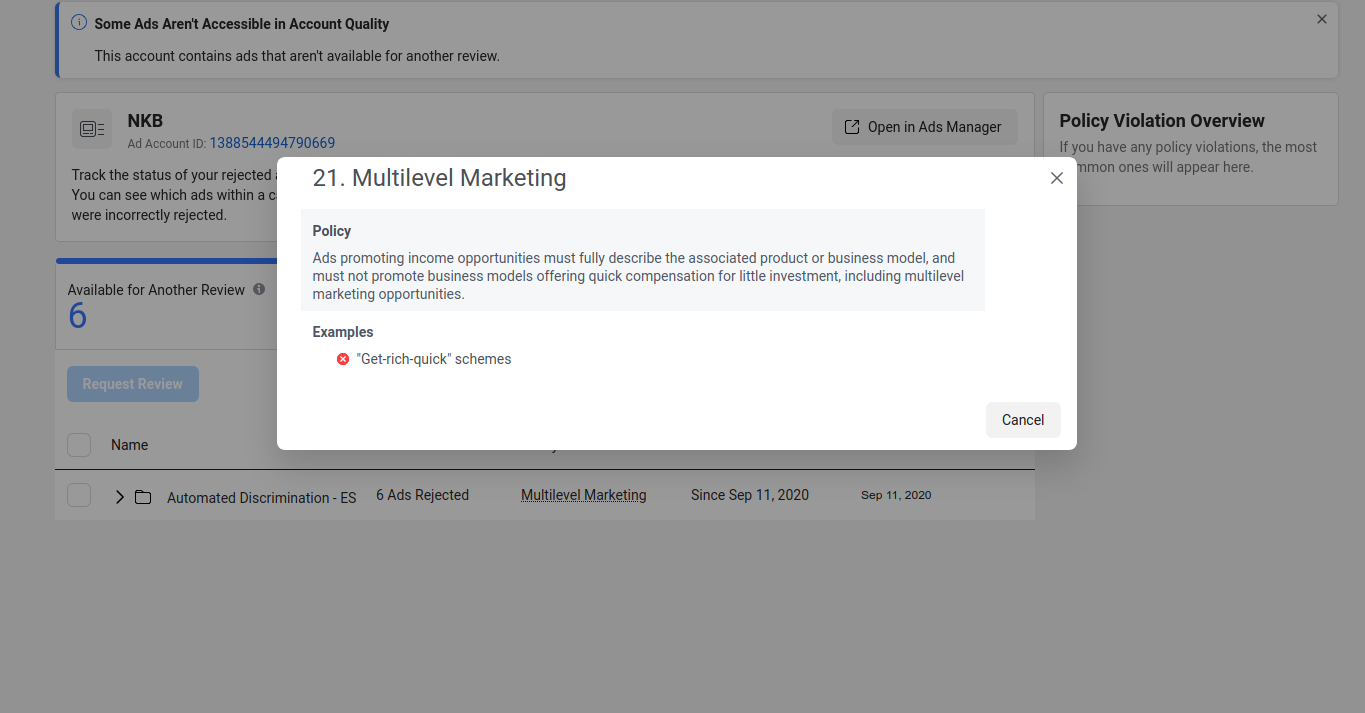 Some Ads Aren't Accessible in Account Quality
This account contains ads that aren't available for another review.
NKB
Ad Account ID: 1388544494790669
Open in Ads Manager
Policy Violation Overview
If you have any policy violations, the most
mmon ones will appear here.
Track the status of your rejected
You can see which ads within a c
were incorrectly rejected.
21. Multilevel Marketing
Policy
Ads promoting income opportunities must fully describe the associated product or business model, and
must not promote business models offering quick compensation for little investment, including multilevel
marketing opportunities.
Examples
"Get-rich-quick" schemes
Cancel
Available for Another Review
6
Request Review
Name
Automated Discrimination - ES
6 Ads Rejected
Multilevel Marketing
Since Sep 11, 2020
Sep 11, 2020